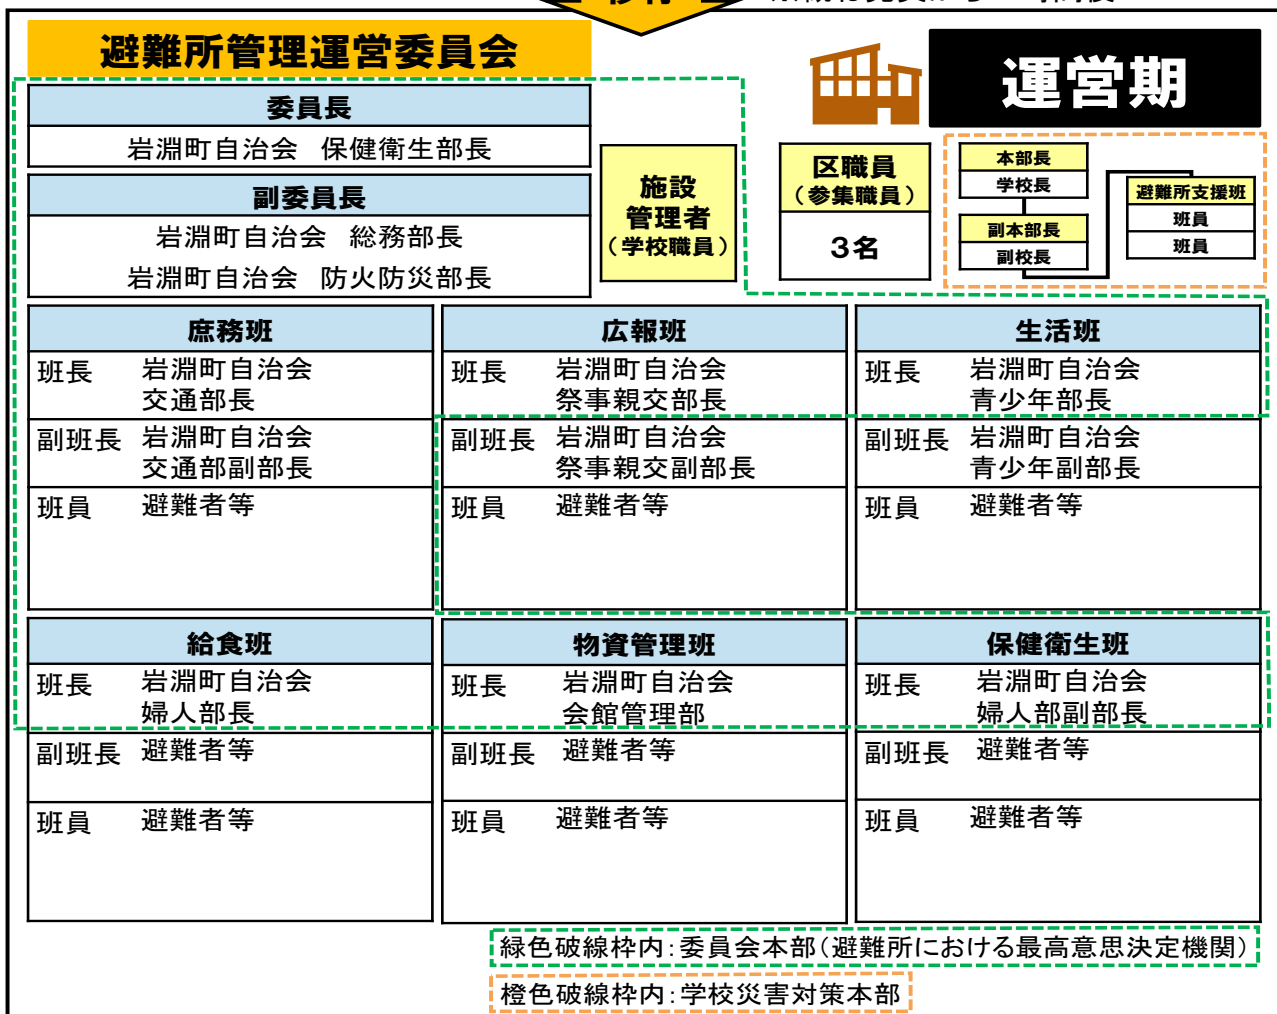 避難所管理運営委員会
運営期
委員長
岩淵町自治会 保健衛生部長
副委員長
岩淵町自治会 総務部長
岩淵町自治会 防火防災部長
施設
管理者
(学校職員)
区職員
(参集職員)
3名
本部長
学校長
副本部長
副校長
避難所支援班
班員
班員
庶務班
班長 岩淵町自治会
交通部長
副班長 岩淵町自治会
交通部副部長
班員 避難者等
広報班
班長 岩淵町自治会
祭事親交部長
副班長 岩淵町自治会
祭事親交副部長
班員 避難者等
生活班
班長 岩淵町自治会
青少年部長
副班長 岩淵町自治会
青少年副部長
班員 避難者等
給食班
班長 岩淵町自治会
婦人部長
副班長 避難者等
班員 避難者等
物資管理班
班長 岩淵町自治会
会館管理部
副班長 避難者等
班員 避難者等
保健衛生班
班長 岩淵町自治会
婦人部副部長
副班長 避難者等
班員 避難者等
緑色破線枠内:委員会本部(避難所における最高意思決定機関)
橙色破線枠内:学校災害対策本部